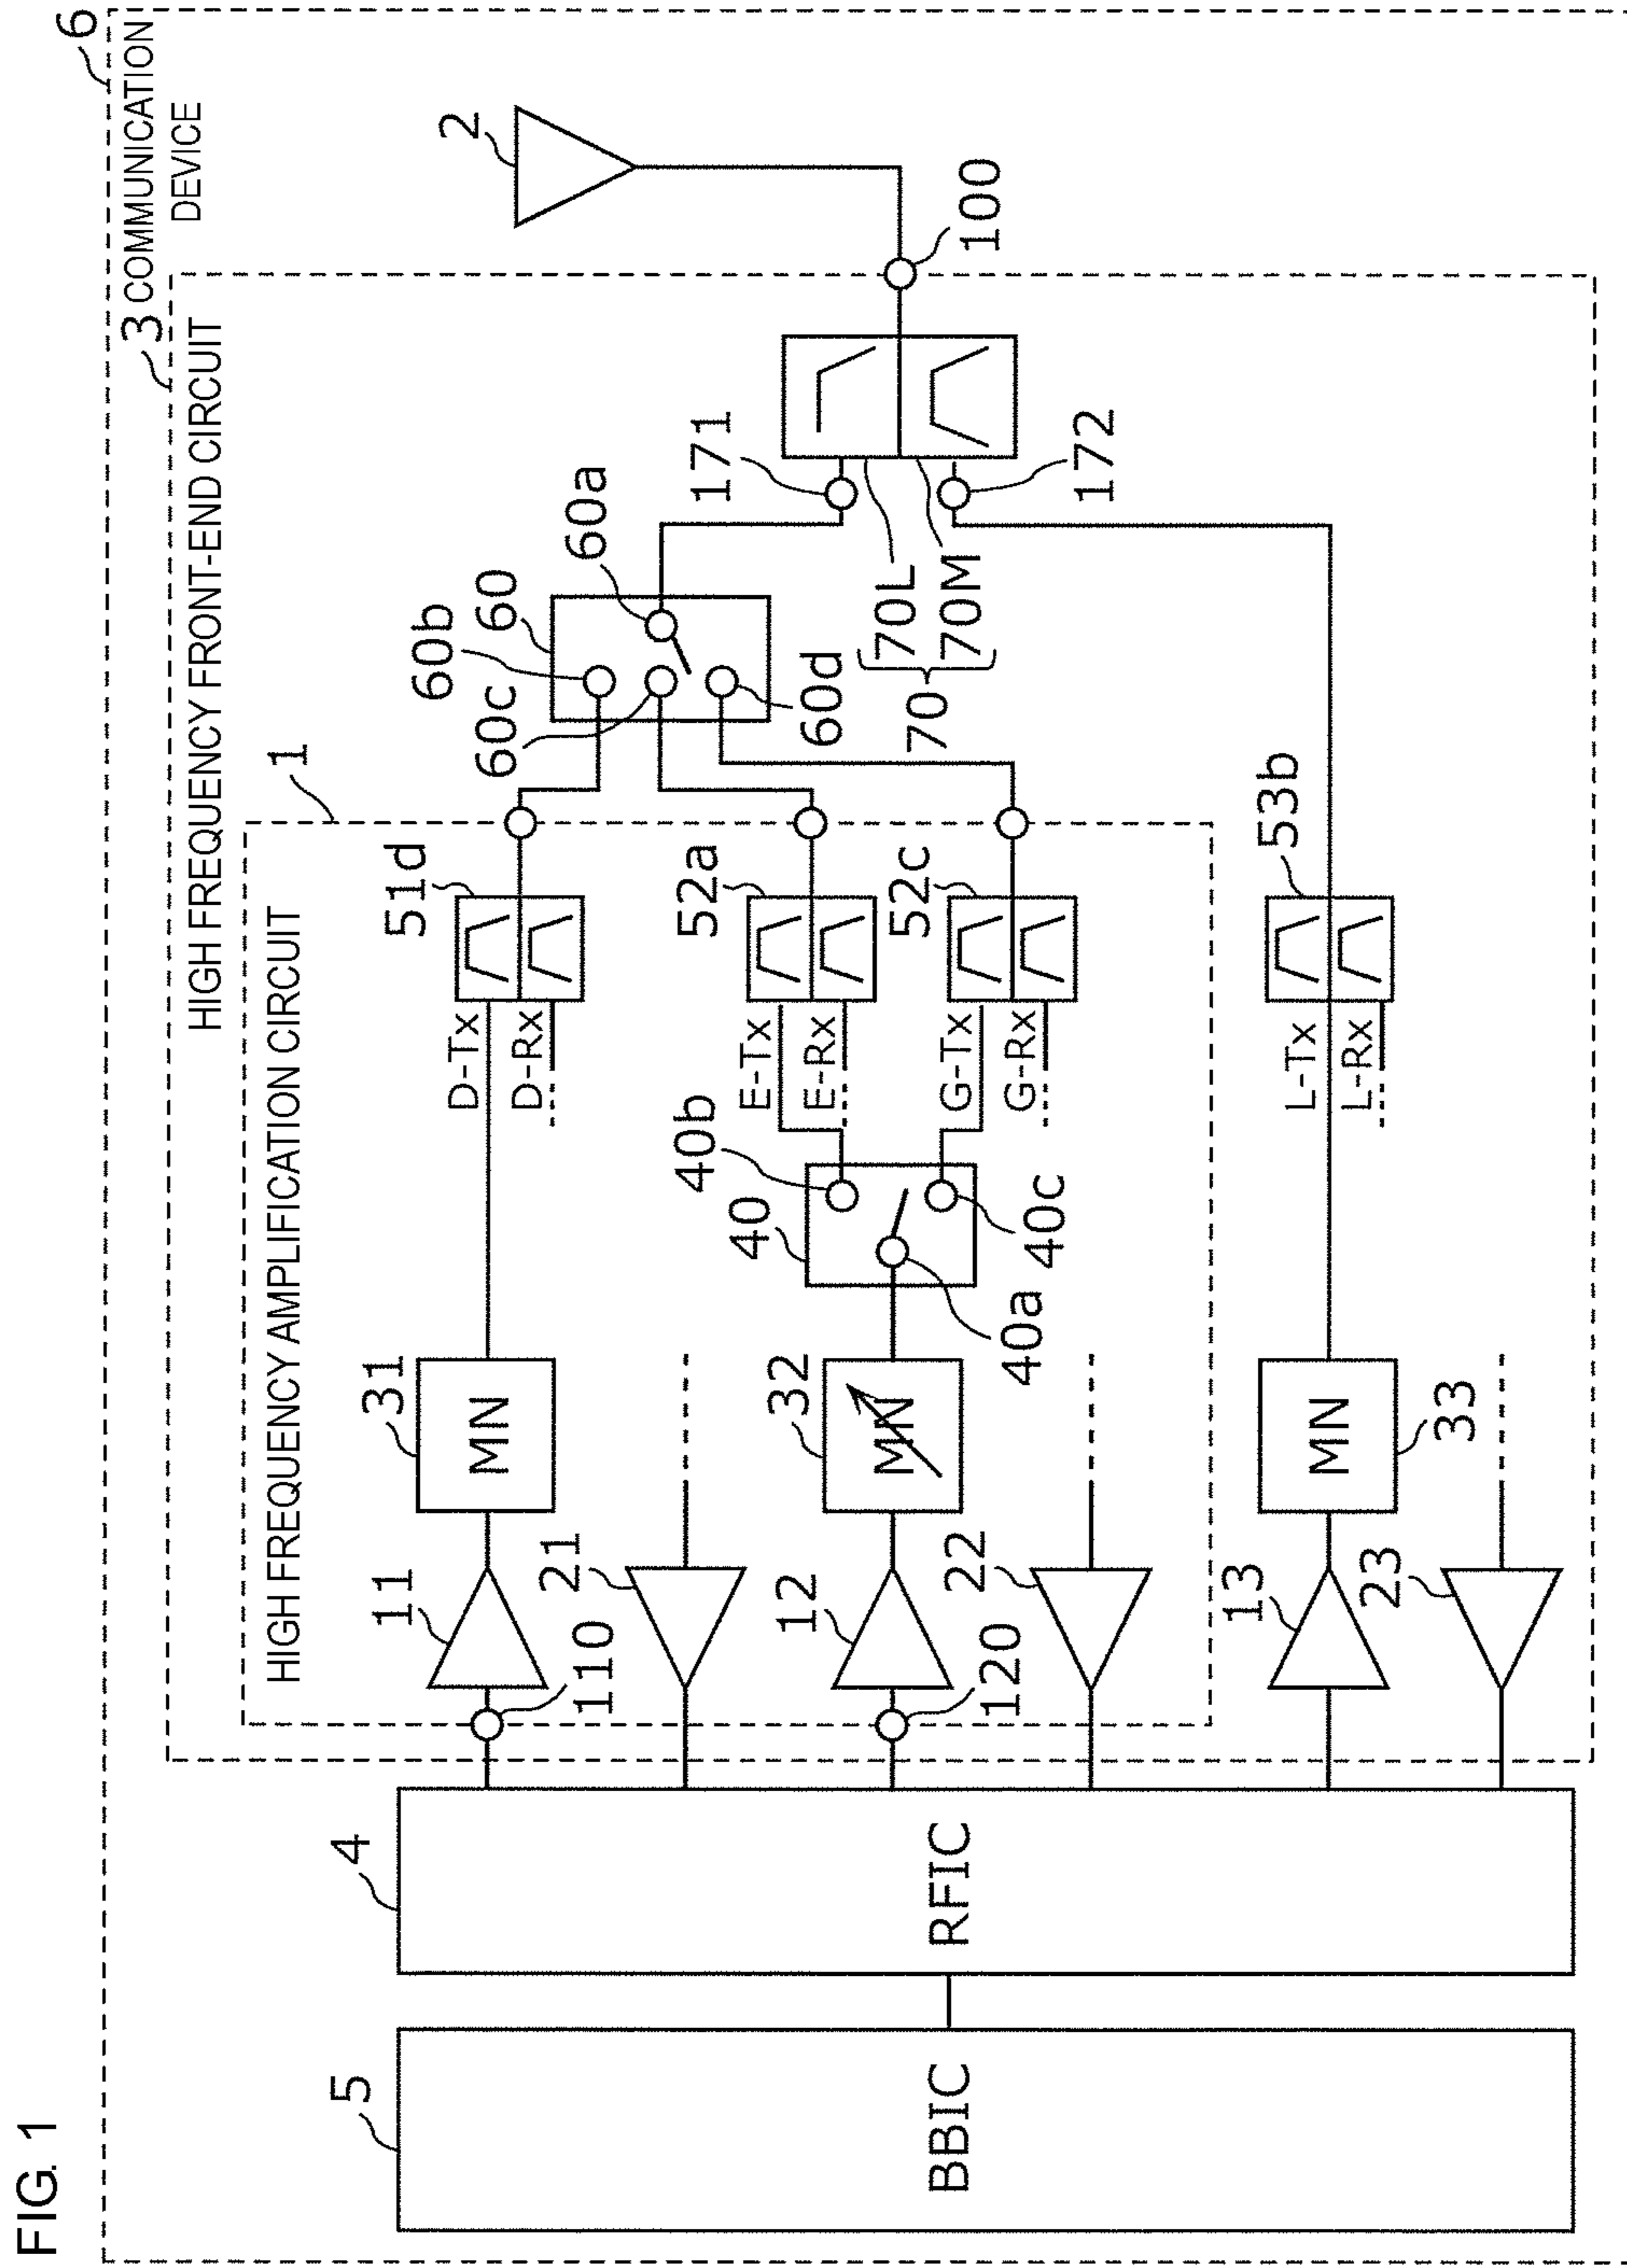 FIG. 1
6
COMMUNICATION
DEVICE
3
HIGH FREQUENCY FRONT-END CIRCUIT
1
HIGH FREQUENCY AMPLIFICATION CIRCUIT
2
100
5
BBIC
4
RFIC
11
110
31
MN
D-Tx
D-Rx
51d
60b
60
60a
60c
60d
171
172
70L
70M
70
21
12
120
32
MN
40
40b
40a
40c
E-Tx
E-Rx
52a
G-Tx
G-Rx
52c
22
13
33
MN
L-Tx
L-Rx
53b
23